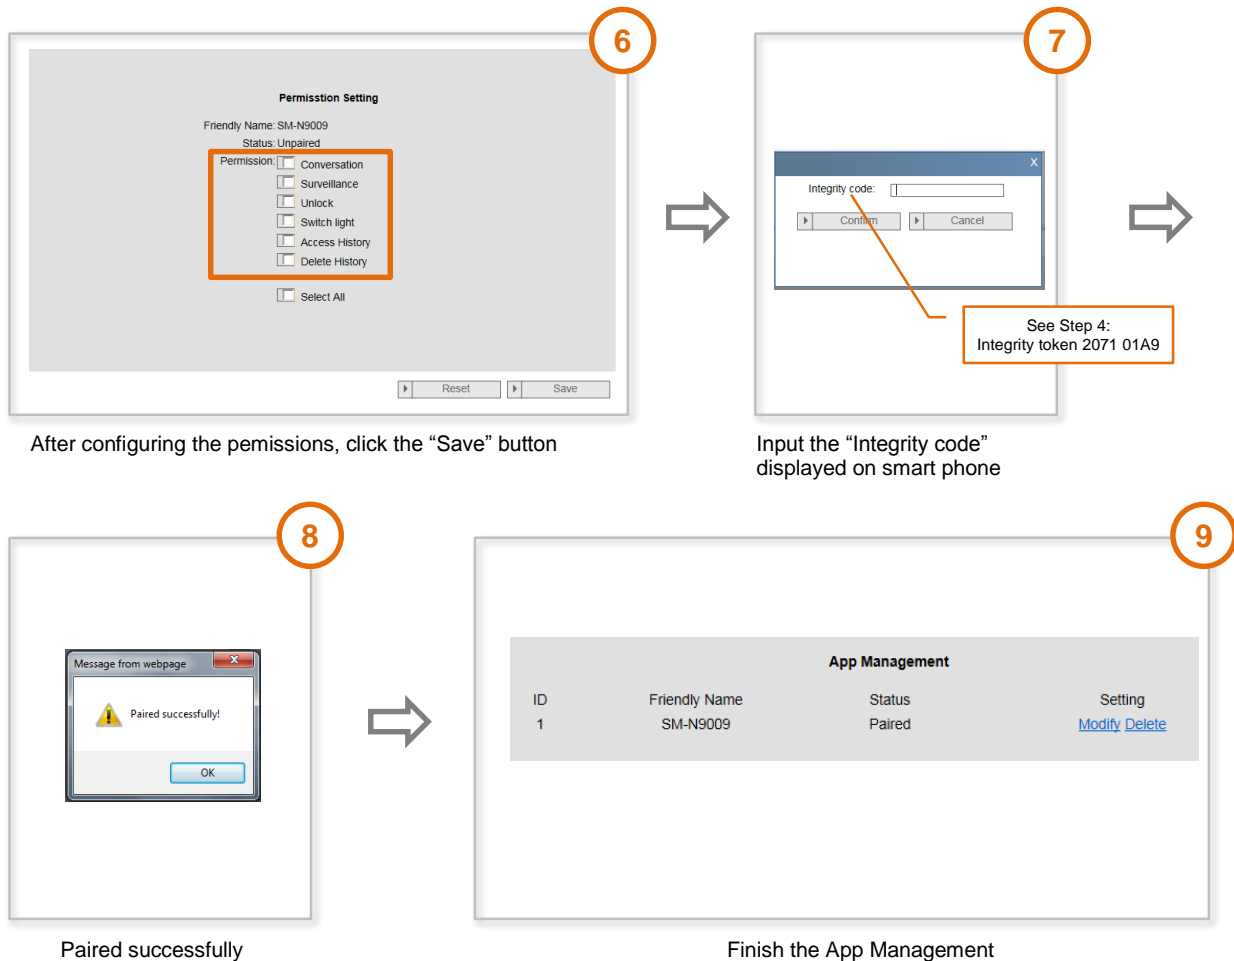 6
Permisstion Setting
Friendly Name: SM-N9009
Status: Unpaired
Permission:
Conversation
Surveillance
Unlock
Switch light
Access History
Delete History
Select All
Reset
Save
After configuring the pemissions, click the “Save” button
7
X
Integrity code:
Confirm
Cancel
See Step 4:
Integrity token 2071 01A9
Input the “Integrity code”
displayed on smart phone
8
Message from webpage
x
Paired successfully!
OK
Paired successfully
9
App Management
ID Friendly Name Status Setting
1 SM-N9009 Paired Modify Delete
Finish the App Management